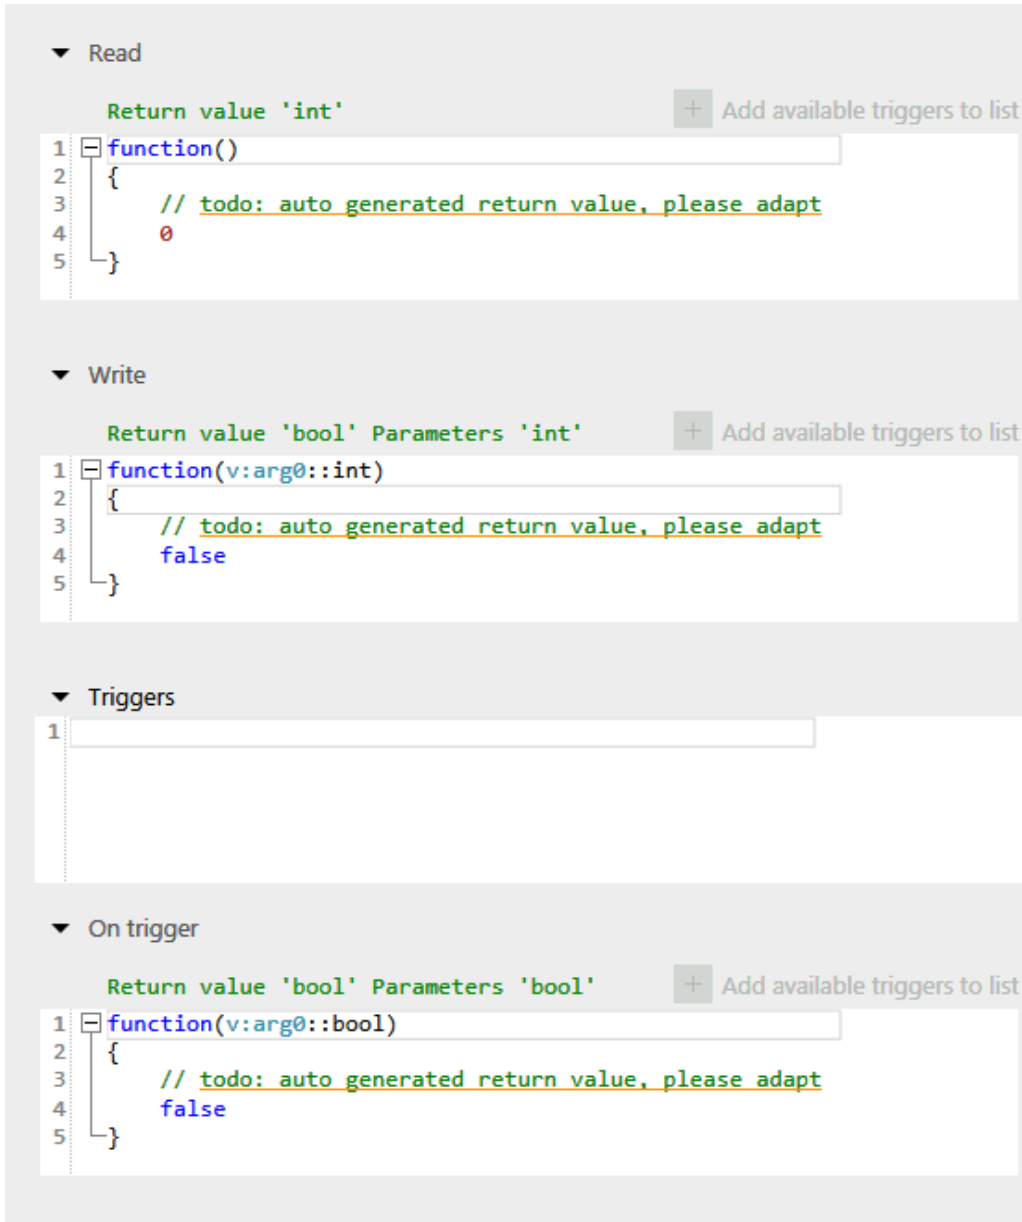 Read
Return value 'int' + Add available triggers to list
1 function()
2 {
3 // todo: auto generated return value, please adapt
4 0
5 }
Write
Return value 'bool' Parameters 'int' + Add available triggers to list
1 function(v:arg0::int)
2 {
3 // todo: auto generated return value, please adapt
4 false
5 }
Triggers
1
On trigger
Return value 'bool' Parameters 'bool' + Add available triggers to list
1 function(v:arg0::bool)
2 {
3 // todo: auto generated return value, please adapt
4 false
5 }